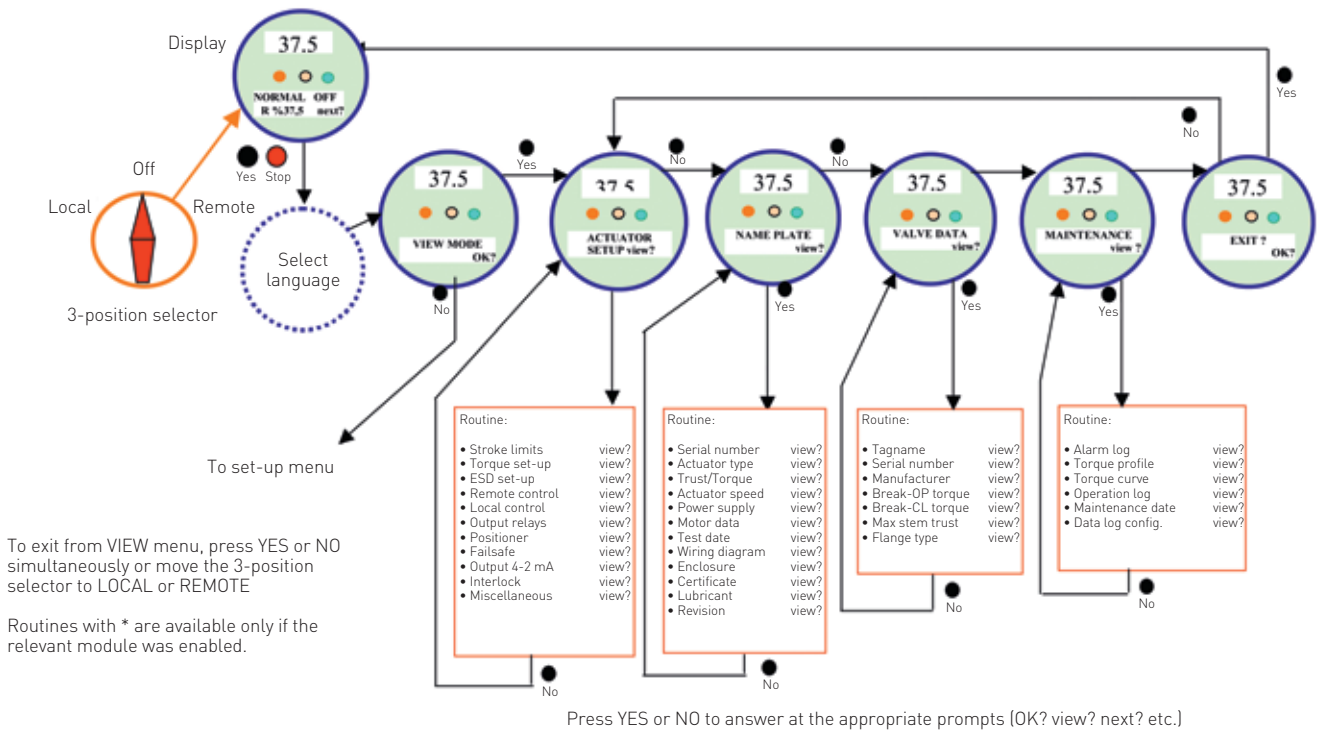 Display
37.5
NORMAL OFF
R %37,5 next?
Yes
Yes Stop
No
Off
Local Remote
3-position selector
Select
language
37.5
VIEW MODE
OK?
Yes
No
37.5
ACTUATOR
SETUP view?
No
37.5
NAME PLATE
view?
No
Yes
37.5
VALVE DATA
view?
Yes
37.5
MAINTENANCE
view ?
Yes
37.5
EXIT ?
OK?
To set-up menu
Routine:
• Stroke limits view?
• Torque set-up view?
• ESD set-up view?
• Remote control view?
• Local control view?
• Output relays view?
• Positioner view?
• Failsafe view?
• Output 4-2 mA view?
• Interlock view?
• Miscellaneous view?
No
Routine:
• Serial number view?
• Actuator type view?
• Trust/Torque view?
• Actuator speed view?
• Power supply view?
• Motor data view?
• Test date view?
• Wiring diagram view?
• Enclosure view?
• Certificate view?
• Lubricant view?
• Revision view?
No
Routine:
• Tagname view?
• Serial number view?
• Manufacturer view?
• Break-OP torque view?
• Break-CL torque view?
• Max stem trust view?
• Flange type view?
No
Routine:
• Alarm log view?
• Torque profile view?
• Torque curve view?
• Operation log view?
• Maintenance date view?
• Data log config. view?
No
To exit from VIEW menu, press YES or NO
simultaneously or move the 3-position
selector to LOCAL or REMOTE
Routines with * are available only if the
relevant module was enabled.
Press YES or NO to answer at the appropriate prompts (OK? view? next? etc.)